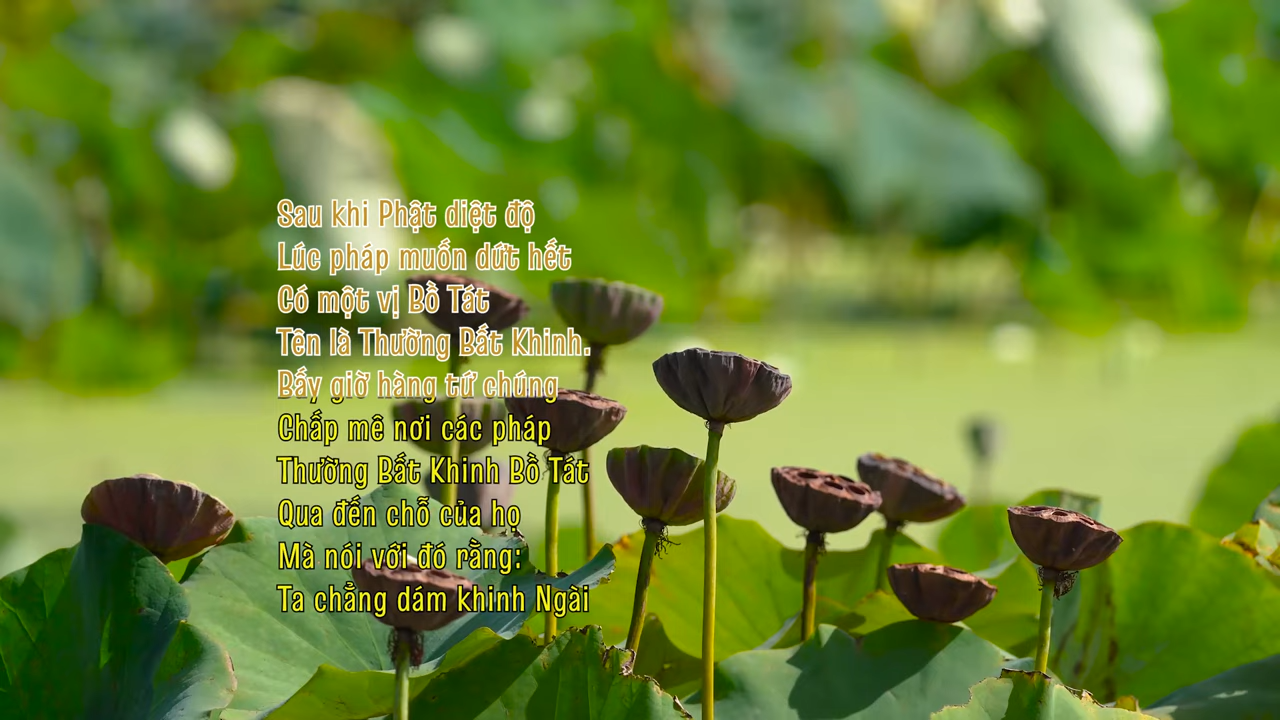 Sau khi Phật diệt độ
Lúc pháp muốn dứt hết
Có một vị Bồ Tát
Tên là Thường Bất Khinh.
Bấy giờ hàng tứ chúng
Chấp mê nơi các pháp
Thường Bất Khinh Bồ Tát
Qua đến chỗ của họ
Mà nói với đó rằng:
Ta chẳng dám khinh Ngài